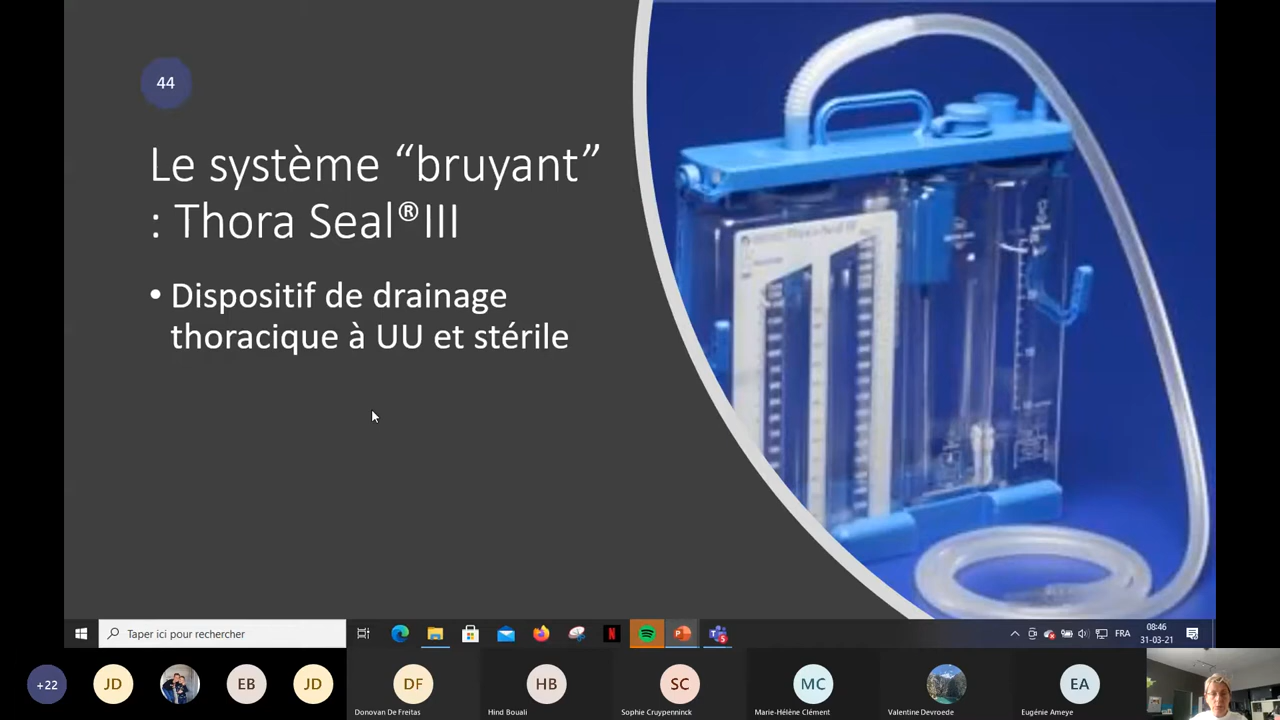 44
Le système “bruyant”
: Thora Seal®III
• Dispositif de drainage
thoracique à UU et stérile
Taper ici pour rechercher
FRA
08:46
31-03-21
+22
JD
EB
JD
DF
Donovan De Freitas
HB
Hind Bouali
SC
Sophie Cruypenninck
MC
Marie-Hélène Clément
Valentine Devroede
EA
Eugénie Ameye